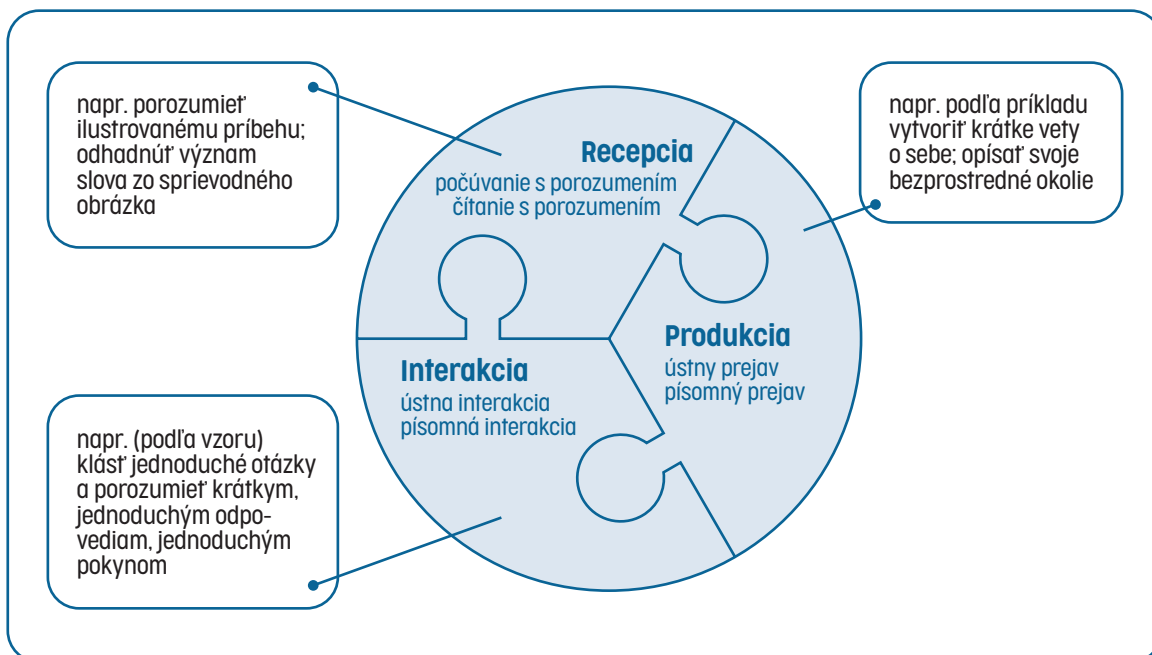 napr. porozumieť
ilustrovanému príbehu;
odhadnúť význam
slova zo sprievodného
obrázka
napr. podľa príkladu
vytvoriť krátke vety
o sebe; opísať svoje
bezprostredné okolie
Recepcia
počúvanie s porozumením
čítanie s porozumením
Produkcia
ústny prejav
písomný prejav
Interakcia
ústna interakcia
písomná interakcia
napr. (podľa vzoru)
klásť jednoduché otázky
a porozumieť krátkym,
jednoduchým odpo-
vediam, jednoduchým
pokynom